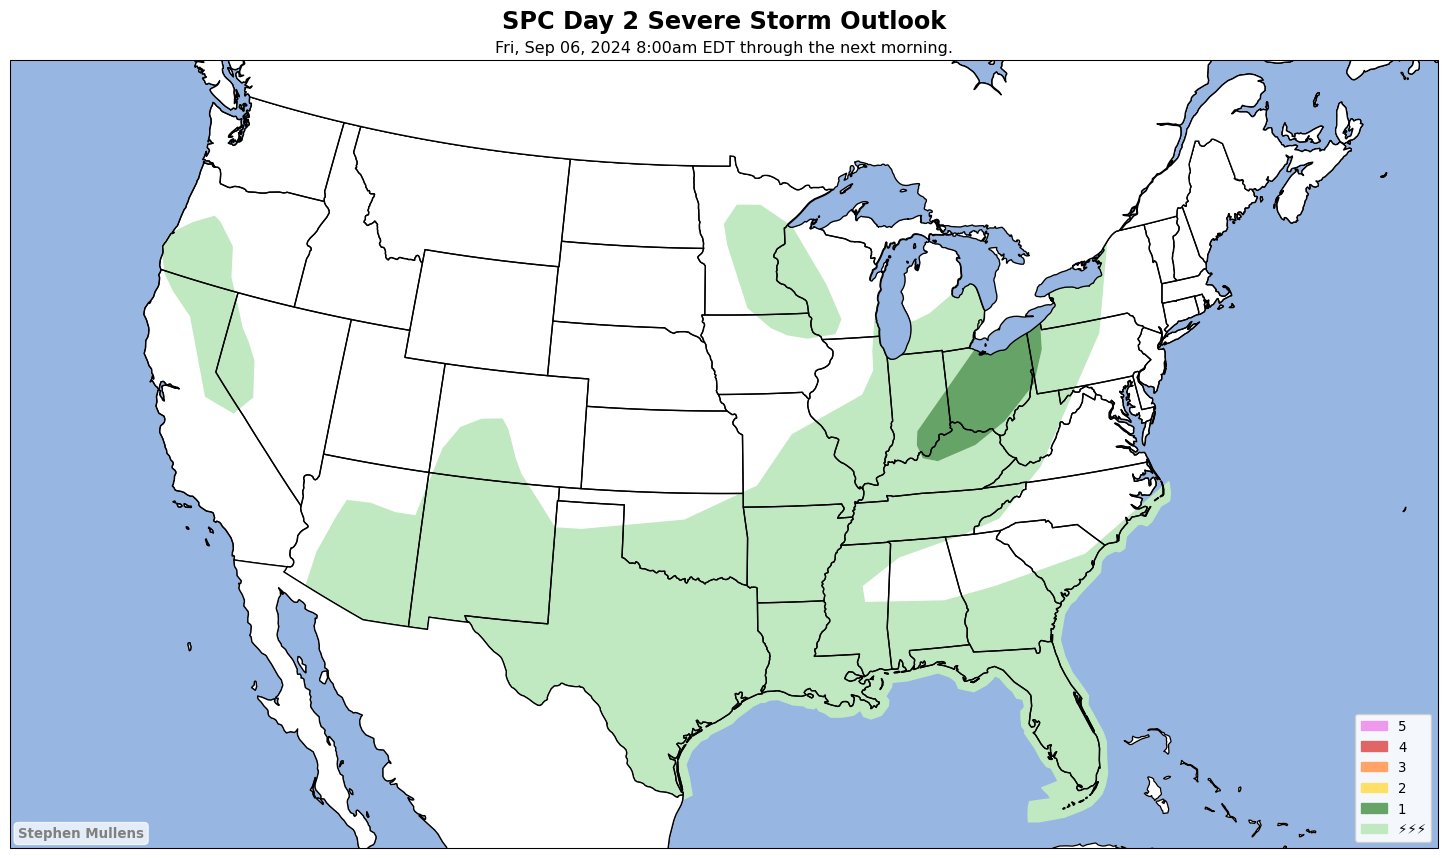 SPC Day 2 Severe Storm Outlook
Fri, Sep 06, 2024 8:00am EDT through the next morning.
5
4
3
2
1
⚡⚡⚡
Stephen Mullens